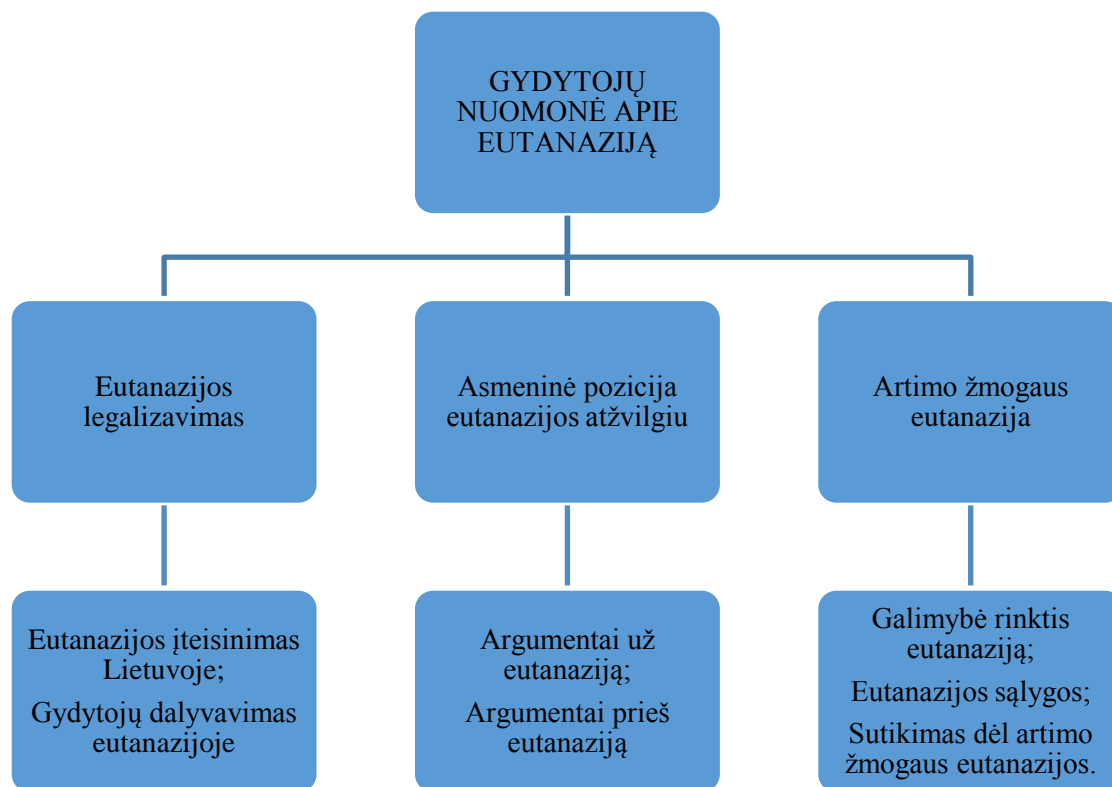 GYDYTOJŲ
NUOMONĖ APIE
EUTANAZIJĄ
Eutanazijos
legalizavimas
Asmeninė pozicija
eutanazijos atžvilgiu
Artimo žmogaus
eutanazija
Eutanazijos įteisinimas
Lietuvoje;
Gydytojų dalyvavimas
eutanazijoje
Argumentai už
eutanaziją;
Argumentai prieš
eutanaziją
Galimybė rinktis
eutanaziją;
Eutanazijos sąlygos;
Sutikimas dėl artimo
žmogaus eutanazijos.